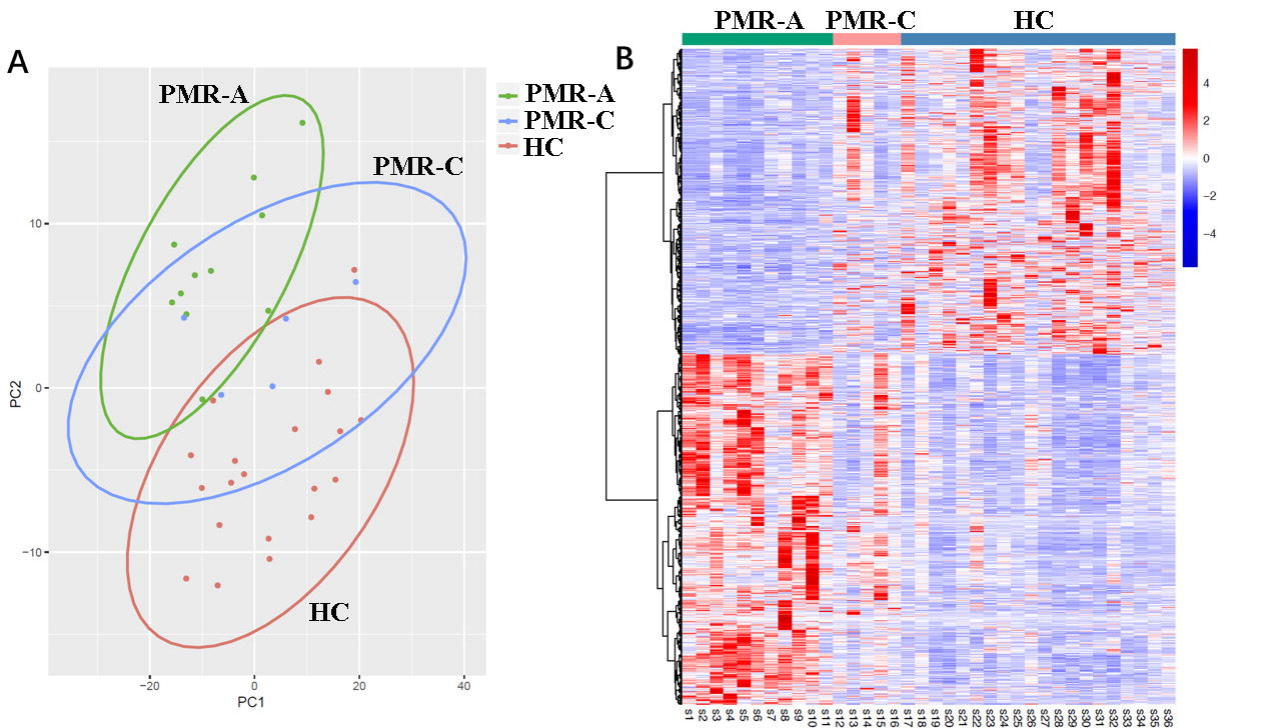 A
PMR-A
PMR-C
HC
PMR-A
PMR-C
HC
PC2
10
0
−10
−20
0
20
40
PC1
B
PMR-A PMR-C HC
4
2
0
−2
−4
s1 s2 s3 s4 s5 s6 s7 s8 s9 s10 s11 s12 s13 s14 s15 s16 s17 s18 s19 s20 s21 s22 s23 s24 s25 s26 s27 s28 s29 s30 s31 s32 s33 s34 s35 s36